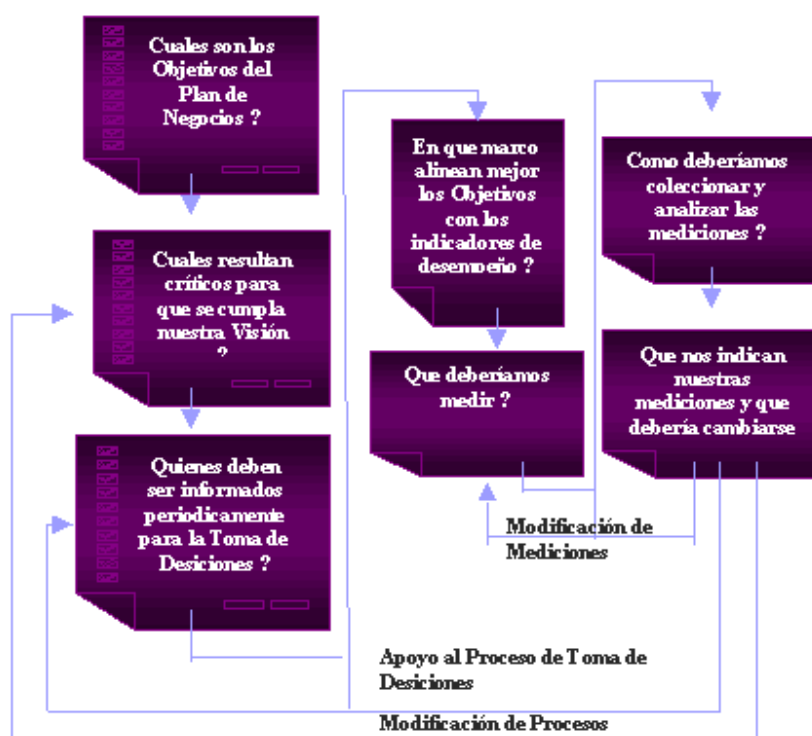 Cuales son los
Objetivos del
Plan de
Negocios ?
Cuales resultan
críticos para
que se cumpla
nuestra Visión
?
Quienes deben
ser informados
periodicamente
para la Toma de
Desiciones ?
En que marco
alinean mejor
los Objetivos
con los
indicadores de
desempeño ?
Que deberíamos
medir ?
Como deberíamos
coleccionar y
analizar las
mediciones ?
Que nos indican
nuestras
mediciones y que
debería cambiarse
Modificación de
Mediciones
Apoyo al Proceso de Toma de
Desiciones
Modificación de Procesos